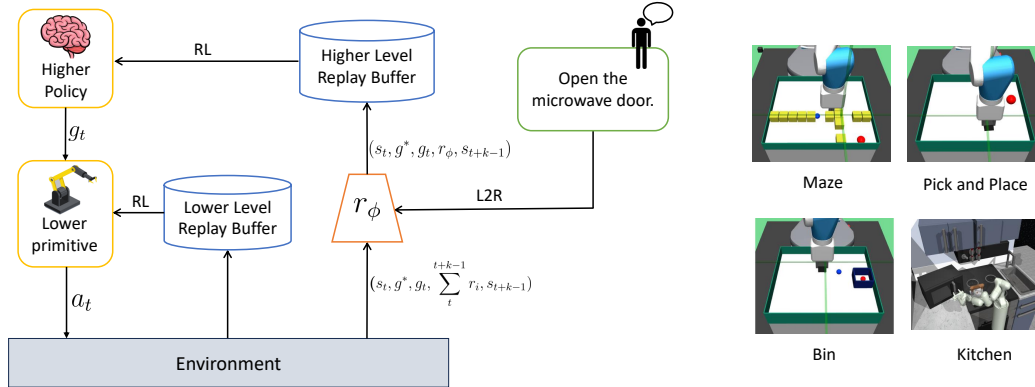 Higher
Policy
RL
Higher Level
Replay Buffer
Open the
microwave door.
g_t
(s_t, g^*, g_t, r_ϕ, s_{t+k-1})
Lower
primitive
RL
Lower Level
Replay Buffer
r_ϕ
L2R
a_t
(s_t, g^*, g_t, \sum_{t}^{t+k-1} r_i, s_{t+k-1})
Environment
Maze
Pick and Place
Bin
Kitchen